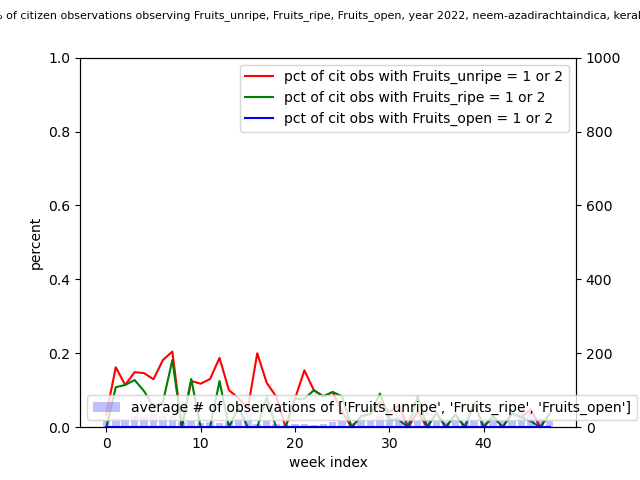 of citizen observations observing Fruits_unripe, Fruits_ripe, Fruits_open, year 2022, neem-azadirachtaindica,
pct of cit obs with Fruits_unripe = 1 or 2
pct of cit obs with Fruits_ripe = 1 or 2
pct of cit obs with Fruits_open = 1 or 2
1.0
0.8
0.6
0.4
0.2
0.0
percent
1000
800
600
400
200
0
average # of observations of ['Fruits_unripe', 'Fruits_ripe', 'Fruits_open']
0 10 20 30 40
week index